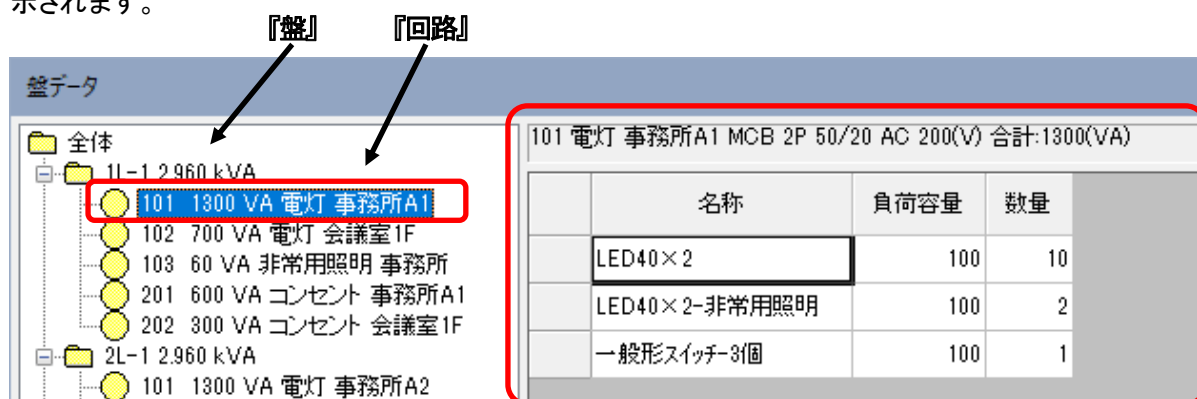 示されます。
『盤』 『回路』
盤データ
全体
1L-1 2.960 kVA
101 1300 VA 電灯 事務所A1
102 700 VA 電灯 会議室1F
103 60 VA 非常用照明 事務所
201 600 VA コンセント 事務所A1
202 300 VA コンセント 会議室1F
2L-1 2.960 kVA
101 1300 VA 電灯 事務所A2
101 電灯 事務所A1 MCB 2P 50/20 AC 200(V) 合計:1300(VA)
名称 負荷容量 数量
LED40×2 100 10
LED40×2-非常用照明 100 2
一般形スイッチ-3個 100 1